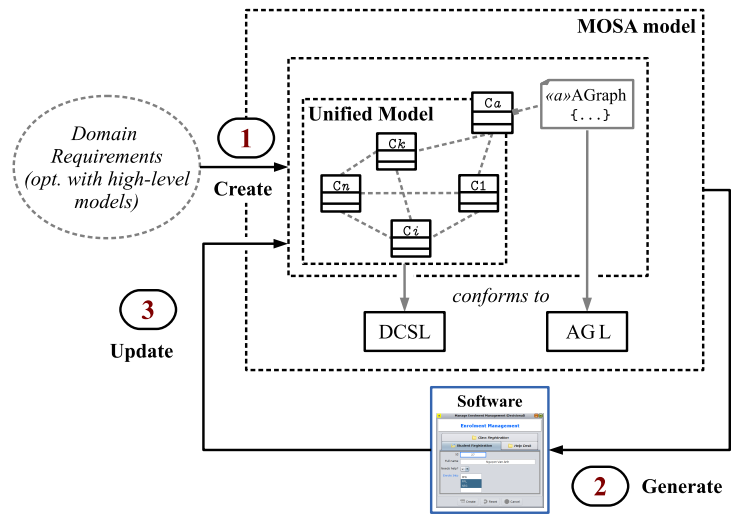 MOSA model
«a»AGraph
{...}
Ca
Unified Model
Ck
Cn
C1
Ci
Domain
Requirements
(opt. with high-level
models)
1
Create
conforms to
DCSL
AGL
3
Update
Software
Enrolment Management
Class Registration
Student Registration
Help Desk
2
Generate